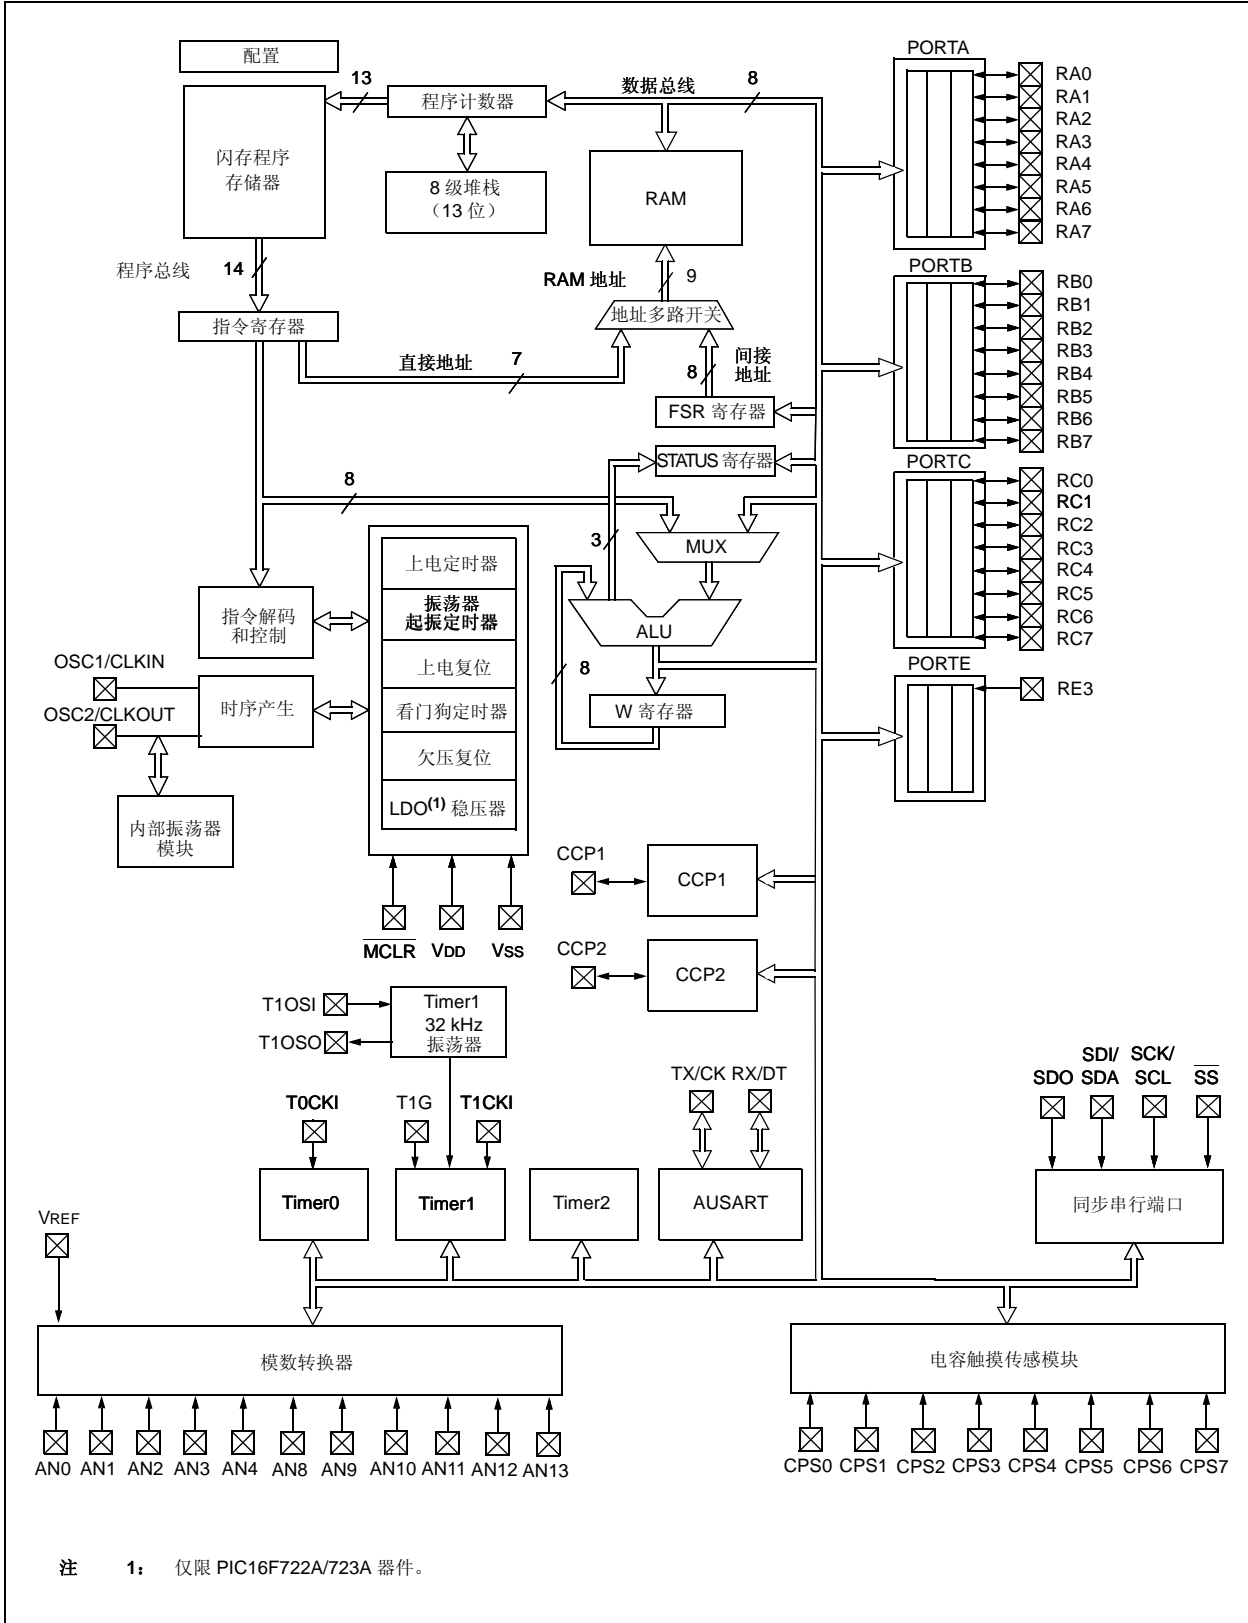 配置
PORTA
13
数据总线
8
RA0
程序计数器
RA1
RA2
闪存程序
存储器
RA3
RA4
8 级堆栈
(13 位)
RAM
RA5
RA6
RA7
程序总线
14
RAM 地址
9
PORTB
RB0
指令寄存器
地址多路开关
RB1
RB2
直接地址
7
8
间接
地址
RB3
RB4
RB5
FSR 寄存器
RB6
RB7
STATUS 寄存器
PORTC
RC0
8
RC1
RC2
3
MUX
RC3
上电定时器
RC4
振荡器
起振定时器
RC5
指令解码
和控制
ALU
RC6
RC7
OSC1/CLKIN
上电复位
8
PORTE
RE3
OSC2/CLKOUT
时序产生
看门狗定时器
W 寄存器
欠压复位
LDO(1) 稳压器
内部振荡器
模块
CCP1
CCP1
MCLR
VDD
VSS
CCP2
CCP2
T1OSI
Timer1
32 kHz
振荡器
T1OSO
TX/CK RX/DT
SDO
SDI/
SDA
SCK/
SCL
SS
T0CKI
T1G
T1CKI
Timer0
Timer1
Timer2
AUSART
同步串行端口
VREF
模数转换器
电容触摸传感模块
AN0 AN1 AN2 AN3 AN4 AN8 AN9 AN10 AN11 AN12 AN13
CPS0 CPS1 CPS2 CPS3 CPS4 CPS5 CPS6 CPS7
注 1: 仅限 PIC16F722A/723A 器件。